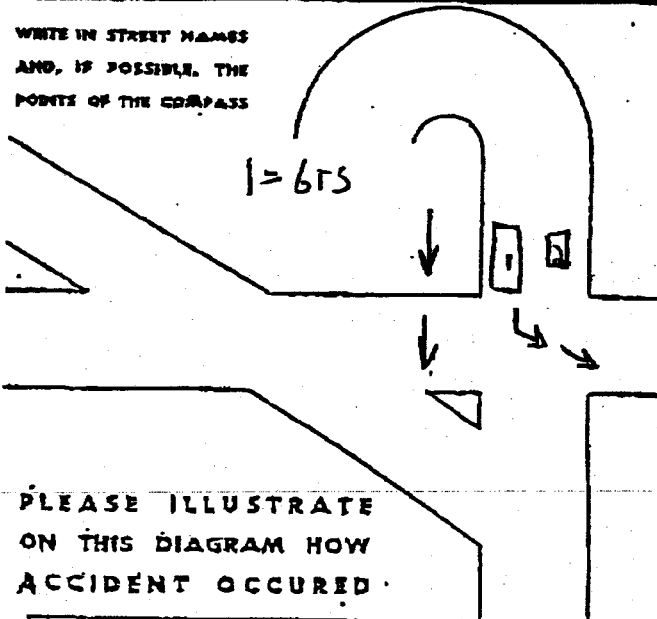 WRITE IN STREET NAMES
AND, IF POSSIBLE, THE
POINTS OF THE COMPASS
1 = 6TS
1
2
PLEASE ILLUSTRATE
ON THIS DIAGRAM HOW
ACCIDENT OCCURED